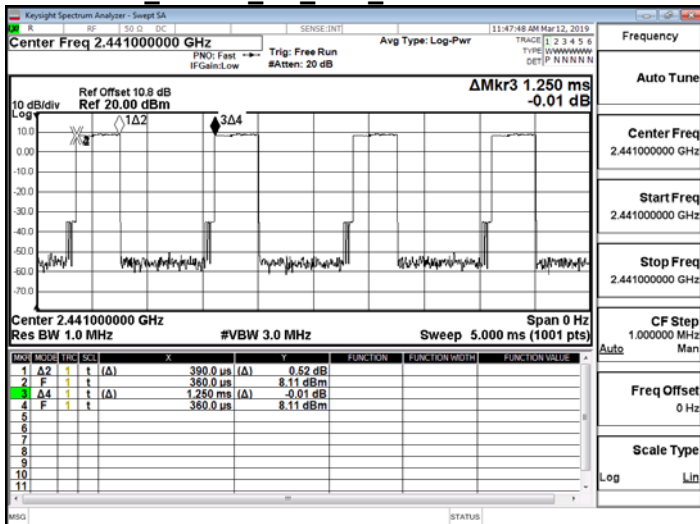 Keysight Spectrum Analyzer - Swept SA
R RF 50 Ω DC SENSE:INT 11:47:48 AM Mar 12, 2019
Center Freq 2.441000000 GHz
PNO: Fast
IFGain:Low
Trig: Free Run
#Atten: 20 dB
Avg Type: Log-Pwr
TRACE 1 2 3 4 5 6
TYPE WWWWWWW
DET P N N N N N
Frequency
ΔMkr3 1.250 ms
-0.01 dB
Ref Offset 10.8 dB
10 dB/div Ref 20.00 dBm
Log
1Δ2
3Δ4
10.0
0.00
-10.0
-20.0
-30.0
-40.0
-50.0
-60.0
-70.0
Center 2.441000000 GHz Span 0 Hz
Res BW 1.0 MHz #VBW 3.0 MHz Sweep 5.000 ms (1001 pts)
MKR MODE TRC SCL X Y FUNCTION FUNCTION WIDTH FUNCTION VALUE
1 Δ2 1 t (Δ) 390.0 µs (Δ) 0.52 dB
2 F 1 t 360.0 µs 8.11 dBm
3 Δ4 1 t (Δ) 1.250 ms (Δ) -0.01 dB
4 F 1 t 360.0 µs 8.11 dBm
5
6
7
8
9
10
11
Auto Tune
Center Freq
2.441000000 GHz
Start Freq
2.441000000 GHz
Stop Freq
2.441000000 GHz
CF Step
1.000000 MHz
Auto Man
Freq Offset
0 Hz
Scale Type
Log Lin
MSG STATUS